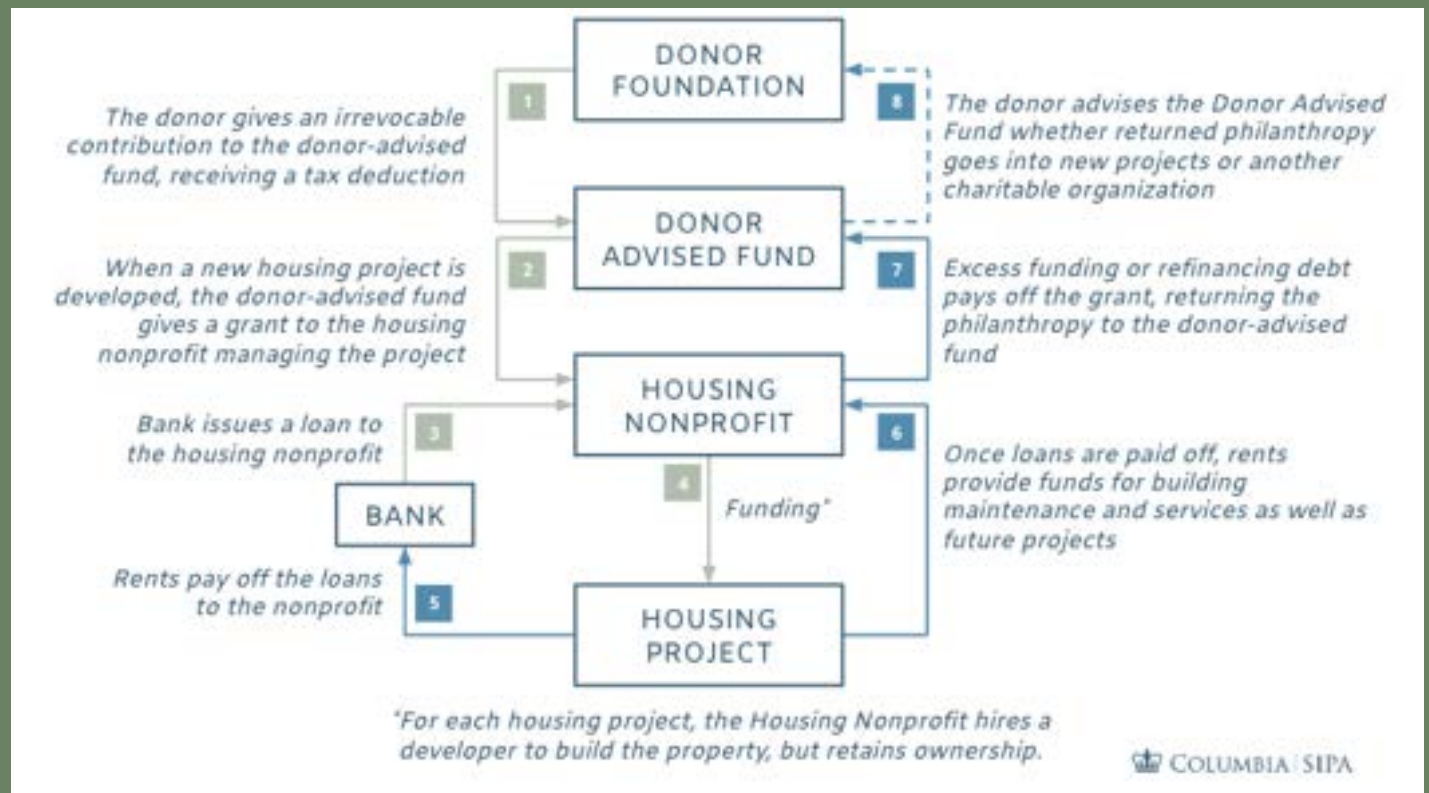 DONOR
FOUNDATION
1
The donor gives an irrevocable
contribution to the donor-advised
fund, receiving a tax deduction
8
The donor advises the Donor Advised
Fund whether returned philanthropy
goes into new projects or another
charitable organization
DONOR
ADVISED FUND
2
When a new housing project is
developed, the donor-advised fund
gives a grant to the housing
nonprofit managing the project
7
Excess funding or refinancing debt
pays off the grant, returning the
philanthropy to the donor-advised
fund
HOUSING
NONPROFIT
3
Bank issues a loan to
the housing nonprofit
6
Once loans are paid off, rents
provide funds for building
maintenance and services as well as
future projects
4
Funding*
BANK
Rents pay off the loans
to the nonprofit
5
HOUSING
PROJECT
*For each housing project, the Housing Nonprofit hires a
developer to build the property, but retains ownership.
COLUMBIA | SIPA